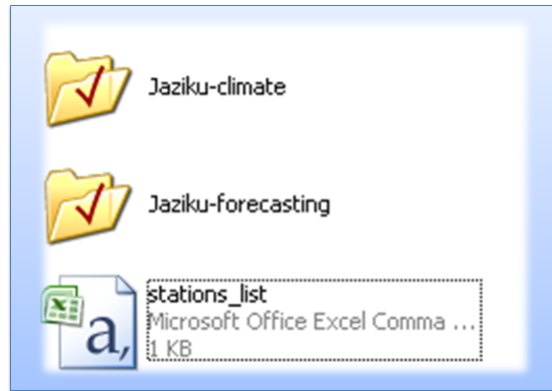 Jaziku-climate
Jaziku-forecasting
stations_list
Microsoft Office Excel Comma ...
1 KB